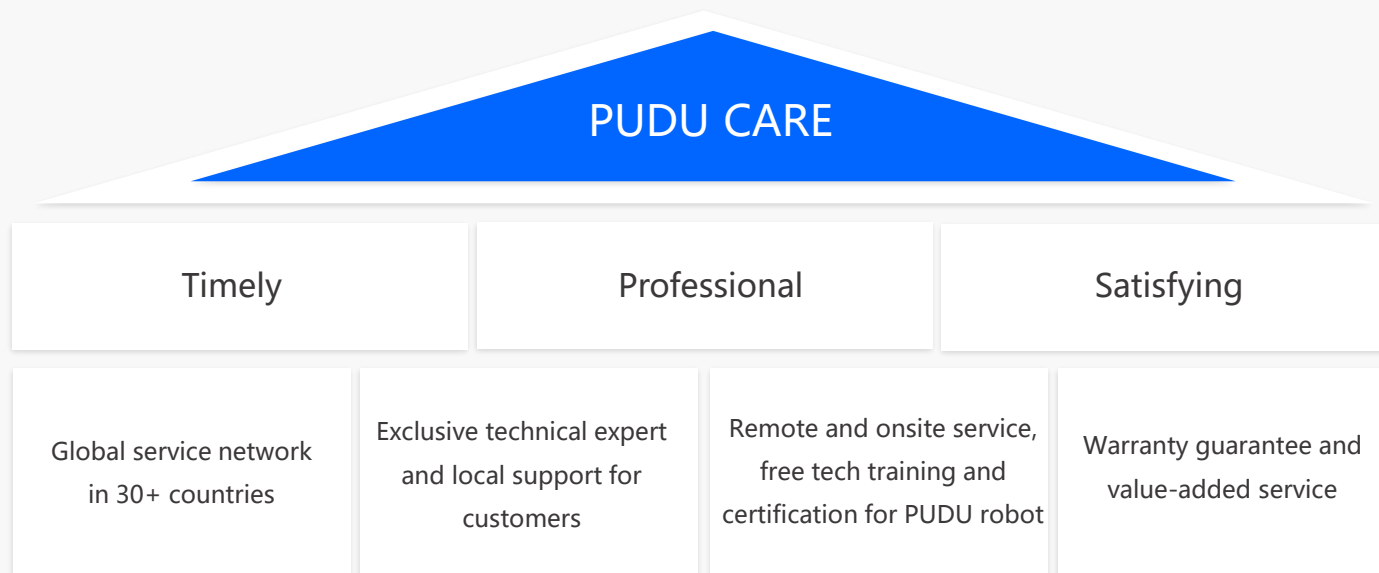 PUDU CARE
Timely
Professional
Satisfying
Global service network
in 30+ countries
Exclusive technical expert
and local support for
customers
Remote and onsite service,
free tech training and
certification for PUDU robot
Warranty guarantee and
value-added service